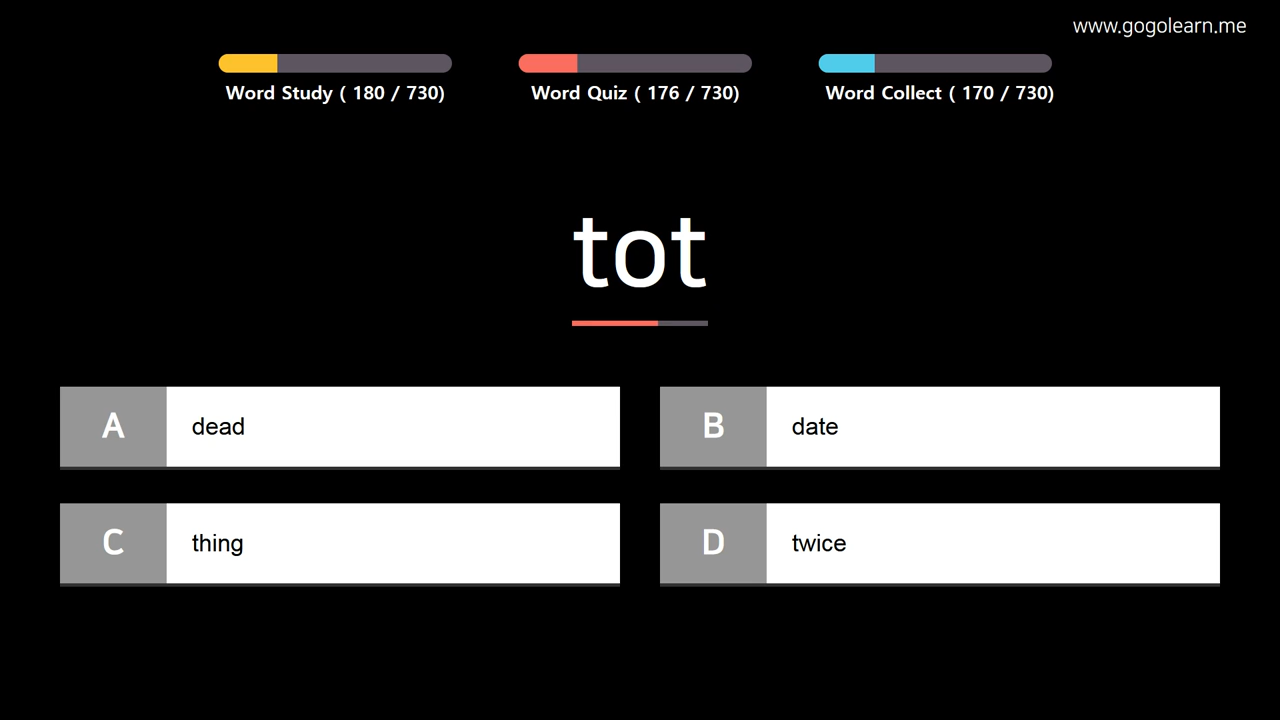 www.gogolearn.me
Word Study ( 180 / 730)
Word Quiz ( 176 / 730)
Word Collect ( 170 / 730)
tot
A dead
B date
C thing
D twice